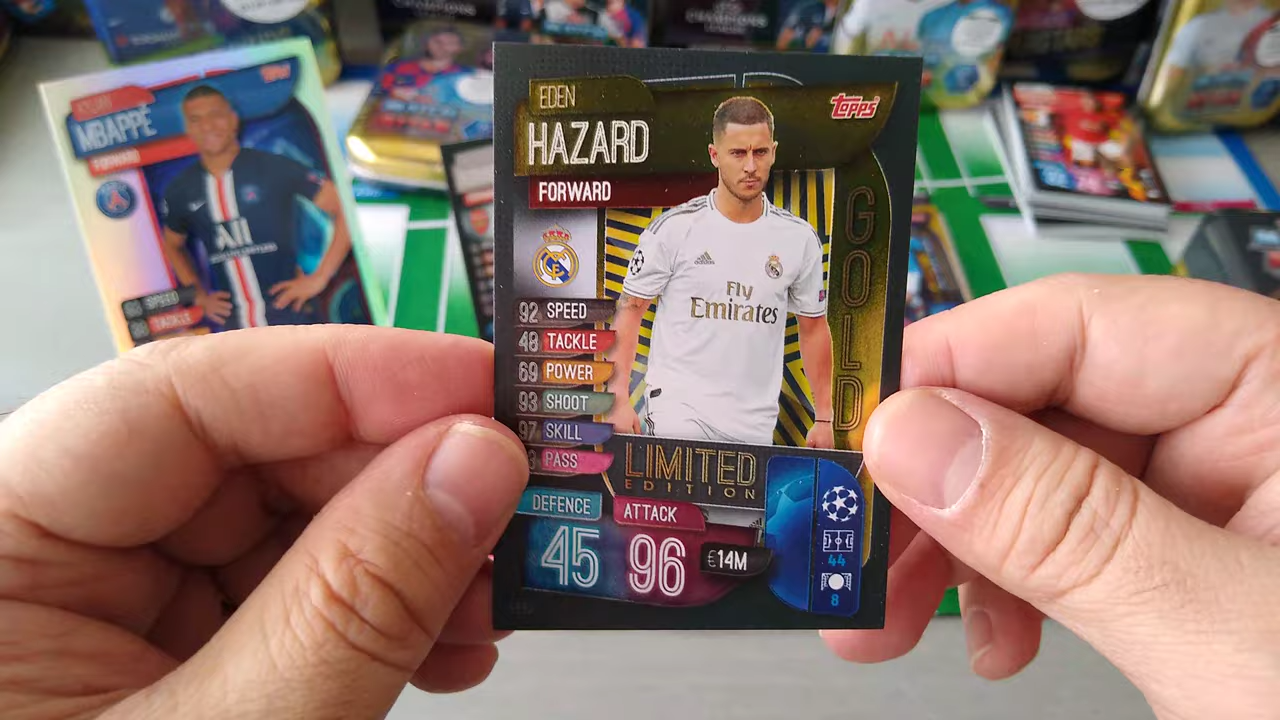 EDEN
HAZARD
FORWARD
Topps
GOLD
Fly
Emirates
92 SPEED
48 TACKLE
69 POWER
93 SHOOT
97 SKILL
PASS
LIMITED
EDITION
DEFENCE
ATTACK
45
96
€14M
44
8
MBAPPÉ
FORWARD
SPEED
TACKLE